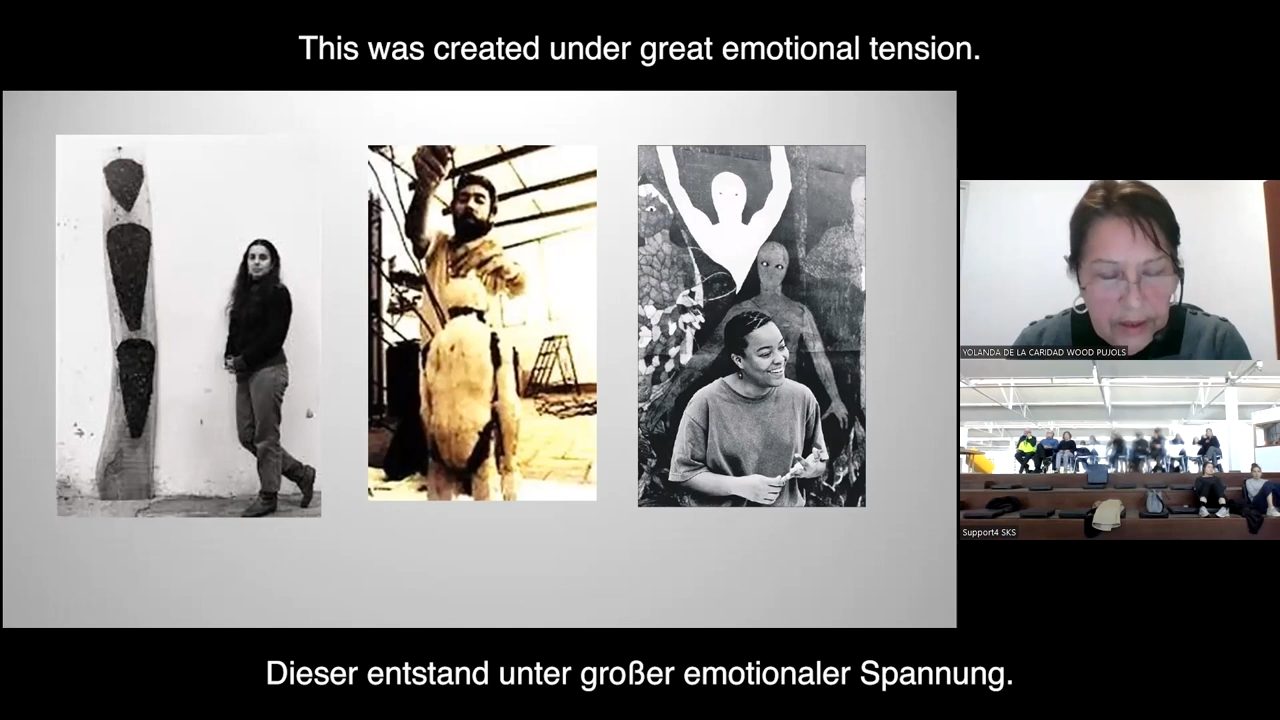 This was created under great emotional tension.
YOLANDA DE LA CARIDAD WOOD PUJOLS
Support4 SKS
Dieser entstand unter großer emotionaler Spannung.